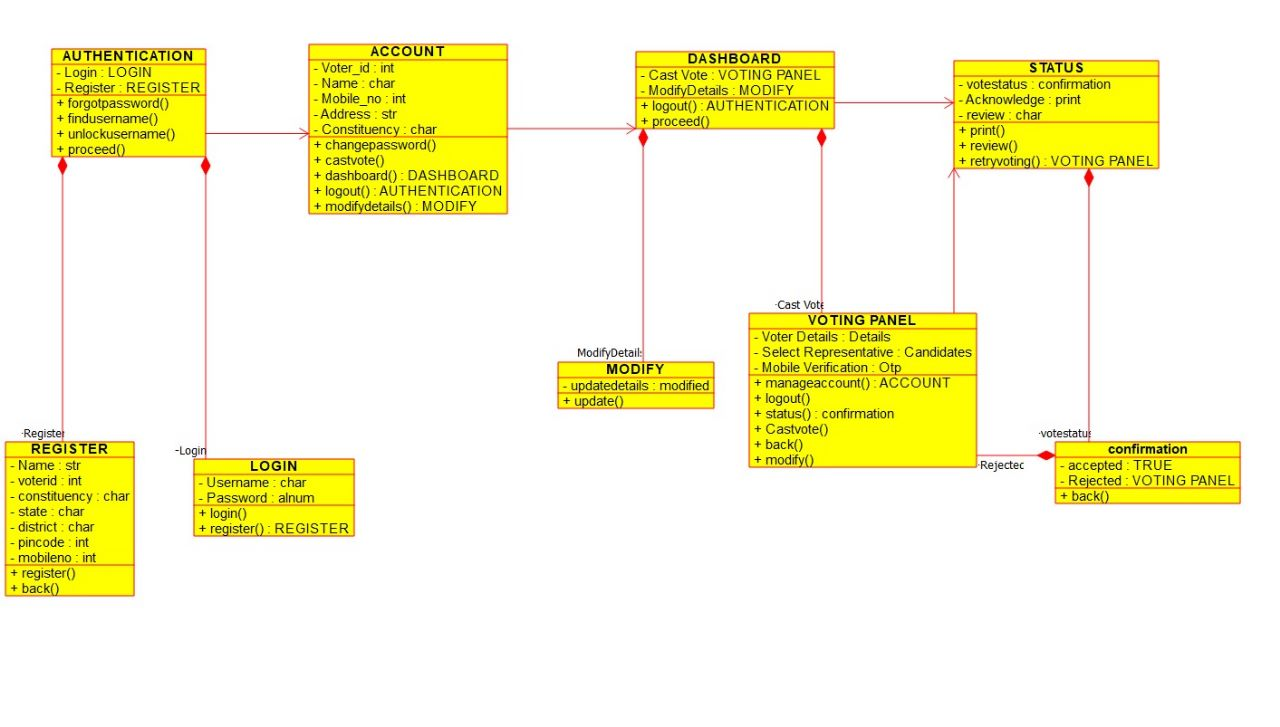 AUTHENTICATION
- Login : LOGIN
- Register : REGISTER
+ forgotpassword()
+ findusername()
+ unlockusername()
+ proceed()
ACCOUNT
- Voter_id : int
- Name : char
- Mobile_no : int
- Address : str
- Constituency : char
+ changepassword()
+ castvote()
+ dashboard() : DASHBOARD
+ logout() : AUTHENTICATION
+ modifydetails() : MODIFY
DASHBOARD
- Cast Vote : VOTING PANEL
- ModifyDetails : MODIFY
+ logout() : AUTHENTICATION
+ proceed()
STATUS
- votestatus : confirmation
- Acknowledge : print
- review : char
+ print()
+ review()
+ retryvoting() : VOTING PANEL
-Cast Vote
VOTING PANEL
- Voter Details : Details
- Select Representative : Candidates
- Mobile Verification : Otp
+ manageaccount() : ACCOUNT
+ logout()
+ status() : confirmation
+ Castvote()
+ back()
+ modify()
ModifyDetails
MODIFY
- updatedetails : modified
+ update()
-Register
REGISTER
- Name : str
- voterid : int
- constituency : char
- state : char
- district : char
- pincode : int
- mobileno : int
+ register()
+ back()
-Login
LOGIN
- Username : char
- Password : alnum
+ login()
+ register() : REGISTER
-votestatus
confirmation
- accepted : TRUE
- Rejected : VOTING PANEL
+ back()
-Rejected